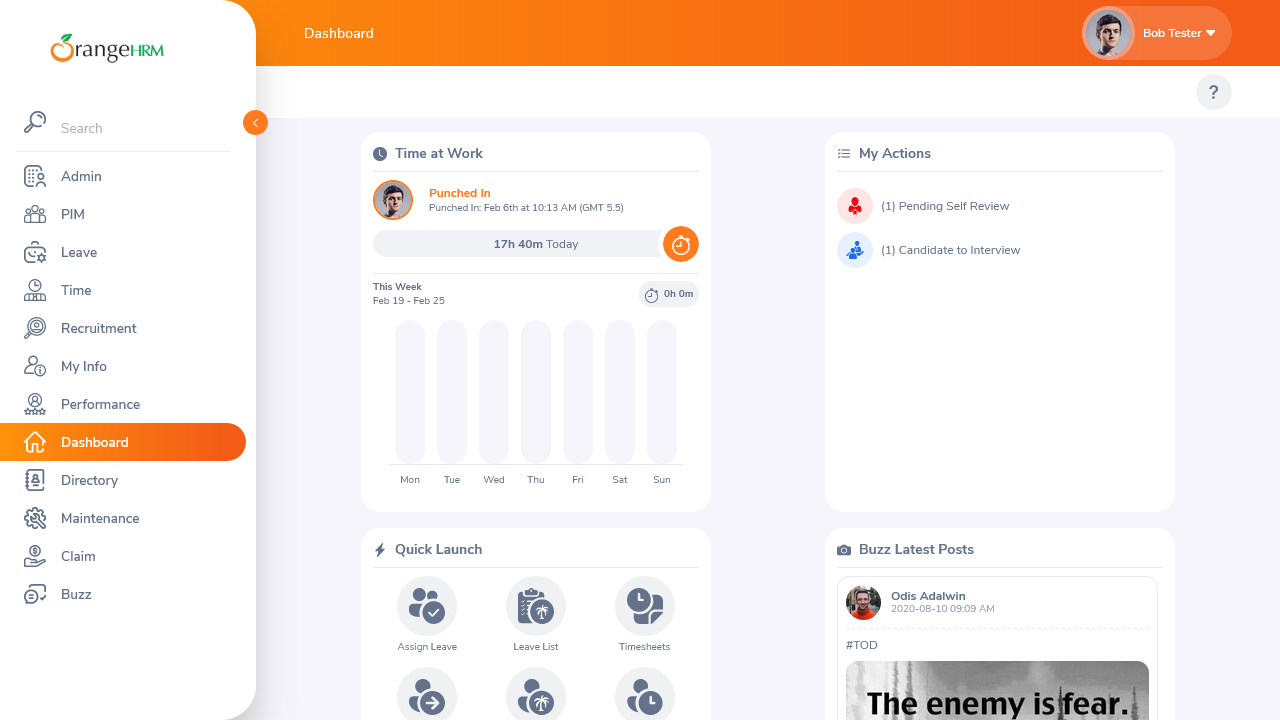 OrangeHRM
Dashboard
Bob Tester
?
Search
Admin
PIM
Leave
Time
Recruitment
My Info
Performance
Dashboard
Directory
Maintenance
Claim
Buzz
Time at Work
Punched In
Punched In: Feb 6th at 10:13 AM (GMT 5.5)
17h 40m Today
This Week
Feb 19 - Feb 25
0h 0m
Mon Tue Wed Thu Fri Sat Sun
My Actions
(1) Pending Self Review
(1) Candidate to Interview
Quick Launch
Assign Leave Leave List Timesheets
Buzz Latest Posts
Odis Adalwin
2020-08-10 09:09 AM
#TOD
The enemy is fear.